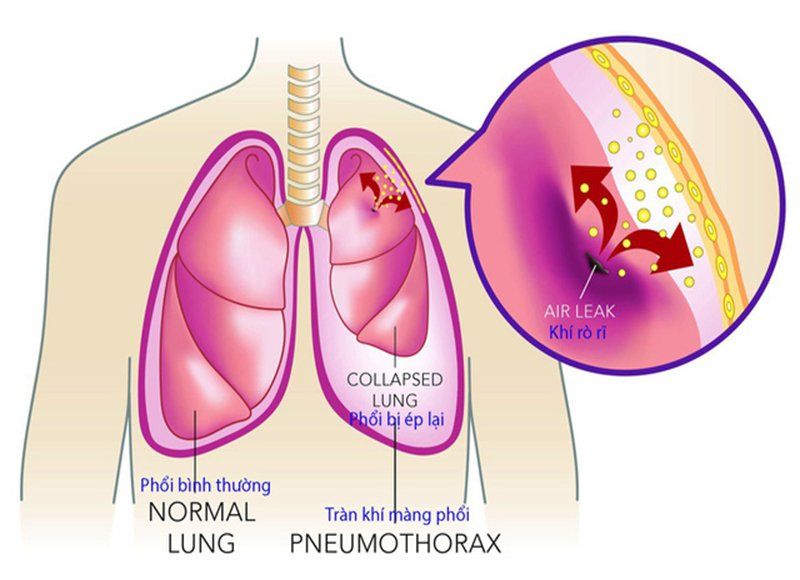 AIR LEAK
Khí rò rĩ
COLLAPSED
LUNG
Phổi bị ép lại
Phổi bình thường
NORMAL
LUNG
Tràn khí màng phổi
PNEUMOTHORAX